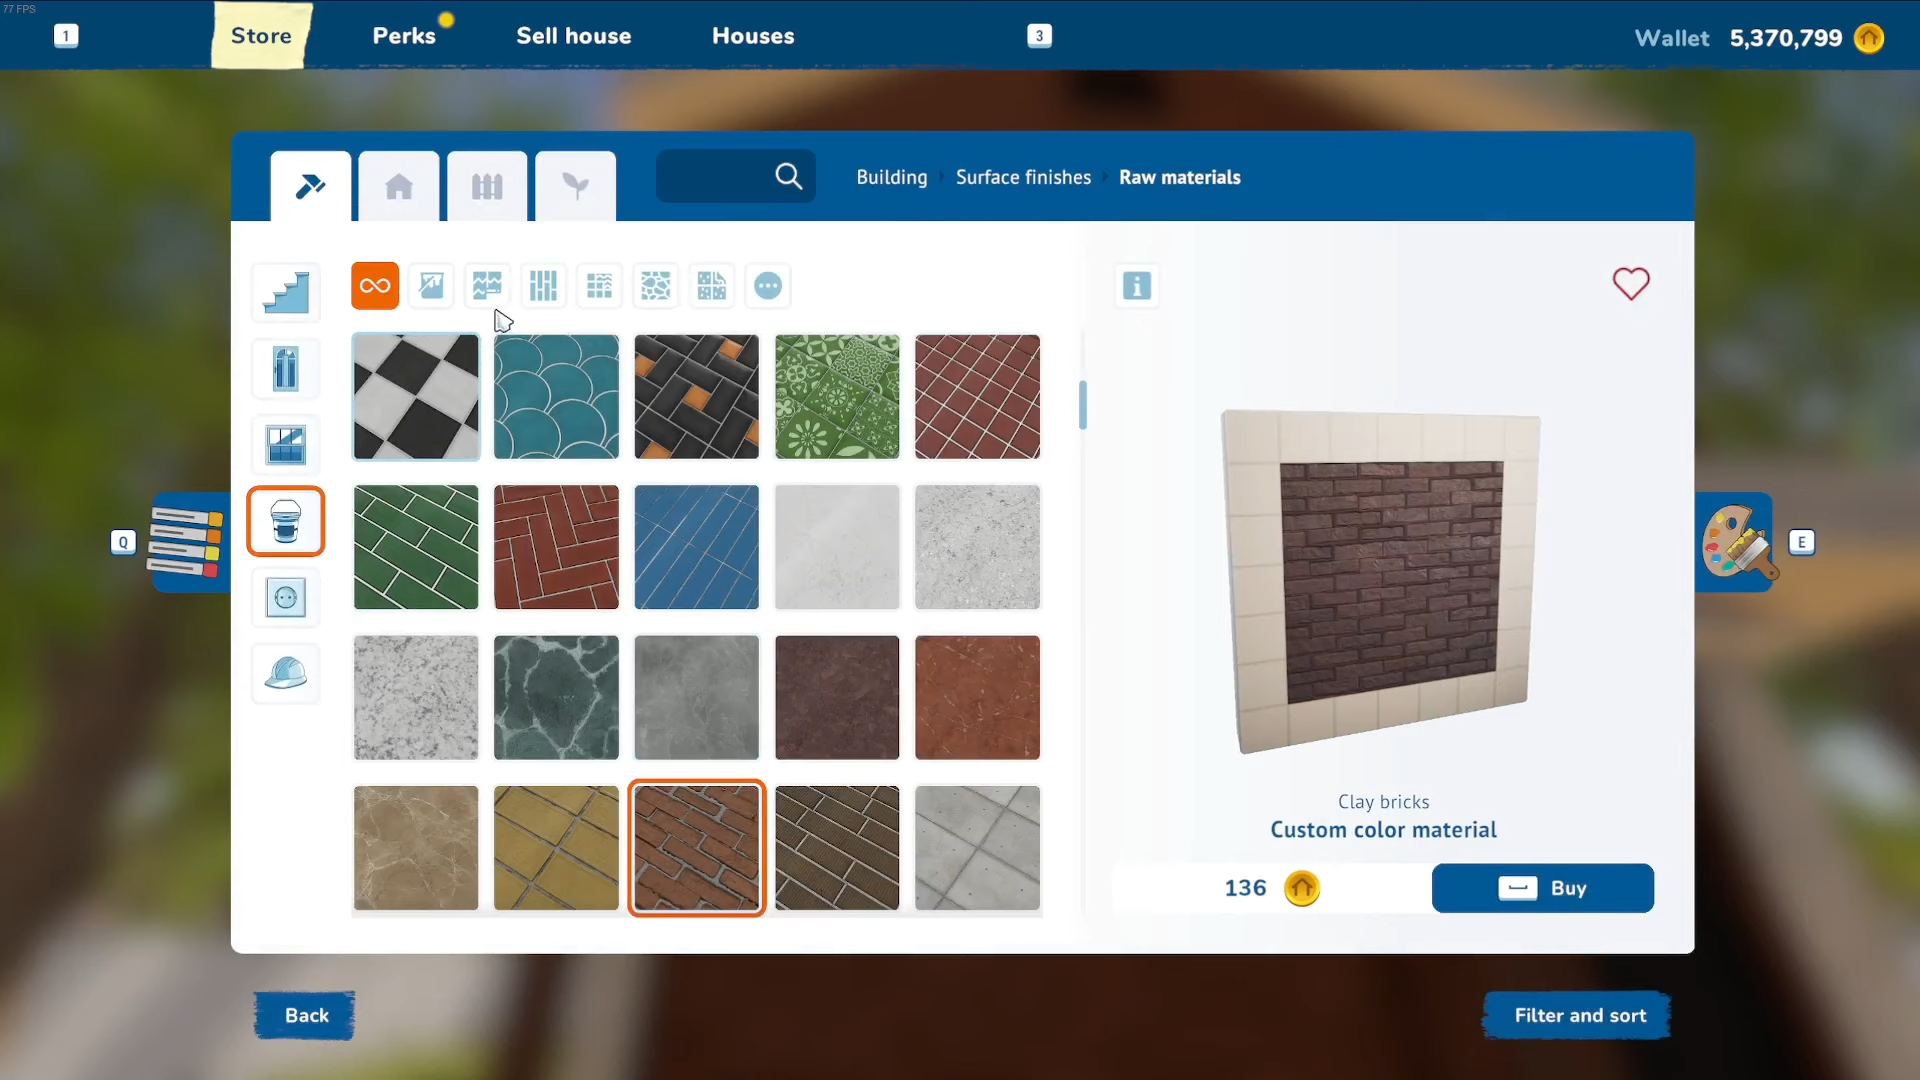 77 FPS
1 Store Perks Sell house Houses 3 Wallet 5,370,799
Building Surface finishes Raw materials
Q
E
Clay bricks
Custom color material
136 Buy
Back Filter and sort